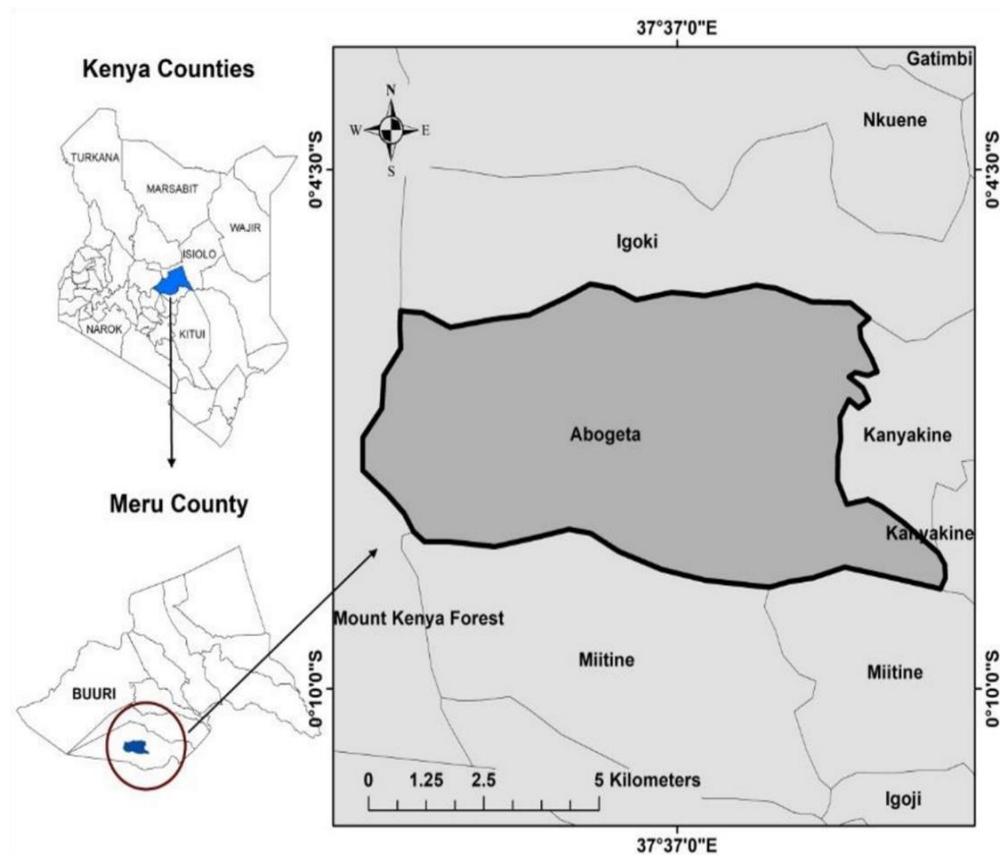 Kenya Counties
TURKANA
MARSABIT
WAJIR
ISIOLO
NAROK
KITUI
Meru County
BUURI
37°37'0"E
Gatimbi
Nkuene
N
W E
S
0°4'30"S
0°4'30"S
Igoki
Abogeta
Kanyakine
Kanyakine
Mount Kenya Forest
Miitine
Miitine
0°10'0"S
0°10'0"S
0 1.25 2.5 5 Kilometers
Igoji
37°37'0"E